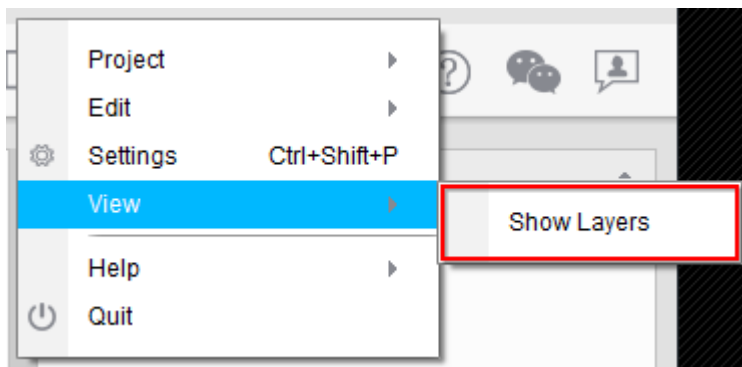 Project
Edit
Settings Ctrl+Shift+P
View
Show Layers
Help
Quit